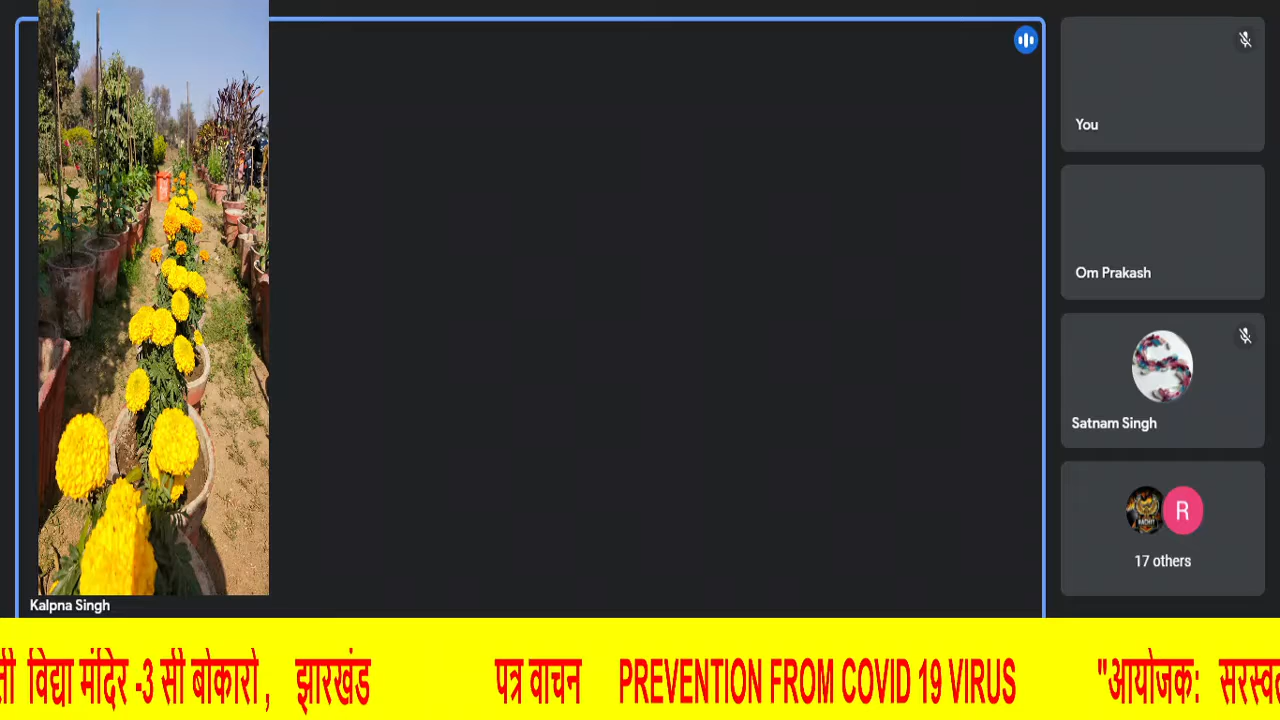 You
Om Prakash
Satnam Singh
R
17 others
Kalpna Singh
विद्या मंदिर -3 सी बोकारो , झारखंड पत्र वाचन PREVENTION FROM COVID 19 VIRUS "आयोजक: